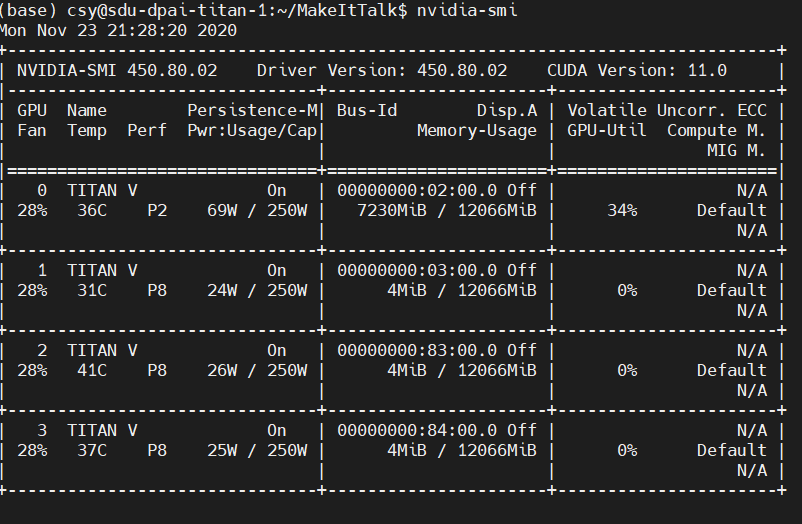 (base) csy@sdu-dpai-titan-1:~/MakeItTalk$ nvidia-smi
Mon Nov 23 21:28:20 2020
+-----------------------------------------------------------------------------+
| NVIDIA-SMI 450.80.02    Driver Version: 450.80.02    CUDA Version: 11.0     |
|-------------------------------+----------------------+----------------------+
| GPU  Name        Persistence-M| Bus-Id        Disp.A | Volatile Uncorr. ECC |
| Fan  Temp  Perf  Pwr:Usage/Cap|         Memory-Usage | GPU-Util  Compute M. |
|                               |                      |               MIG M. |
|===============================+======================+======================|
|   0  TITAN V             On   | 00000000:02:00.0 Off |                  N/A |
| 28%   36C    P2    69W / 250W |   7230MiB / 12066MiB |     34%      Default |
|                               |                      |                  N/A |
+-------------------------------+----------------------+----------------------+
|   1  TITAN V             On   | 00000000:03:00.0 Off |                  N/A |
| 28%   31C    P8    24W / 250W |      4MiB / 12066MiB |      0%      Default |
|                               |                      |                  N/A |
+-------------------------------+----------------------+----------------------+
|   2  TITAN V             On   | 00000000:83:00.0 Off |                  N/A |
| 28%   41C    P8    26W / 250W |      4MiB / 12066MiB |      0%      Default |
|                               |                      |                  N/A |
+-------------------------------+----------------------+----------------------+
|   3  TITAN V             On   | 00000000:84:00.0 Off |                  N/A |
| 28%   37C    P8    25W / 250W |      4MiB / 12066MiB |      0%      Default |
|                               |                      |                  N/A |
+-------------------------------+----------------------+----------------------+